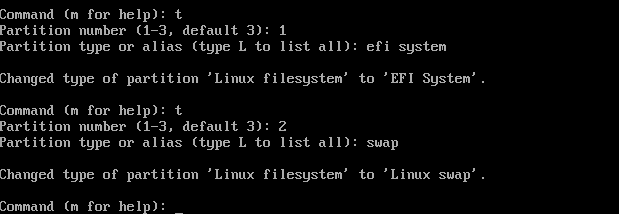 Command (m for help): t
Partition number (1-3, default 3): 1
Partition type or alias (type L to list all): efi system
Changed type of partition 'Linux filesystem' to 'EFI System'.
Command (m for help): t
Partition number (1-3, default 3): 2
Partition type or alias (type L to list all): swap
Changed type of partition 'Linux filesystem' to 'Linux swap'.
Command (m for help): _